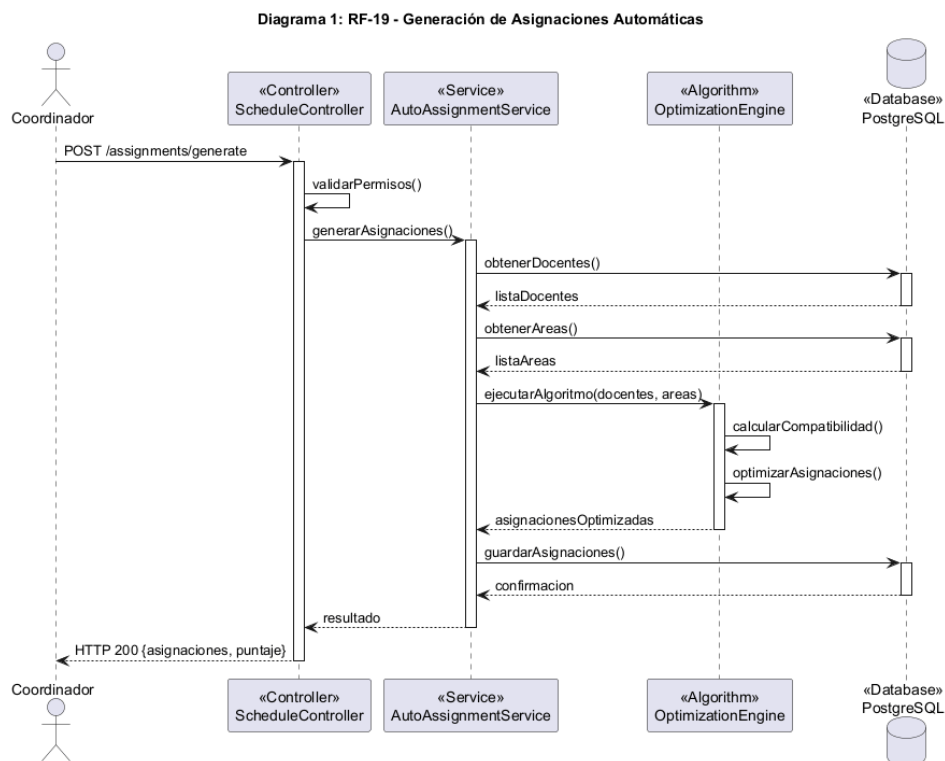 Diagrama 1: RF-19 - Generación de Asignaciones Automáticas
Coordinador
«Controller»
ScheduleController
«Service»
AutoAssignmentService
«Algorithm»
OptimizationEngine
«Database»
PostgreSQL
POST /assignments/generate
validarPermisos()
generarAsignaciones()
obtenerDocentes()
listaDocentes
obtenerAreas()
listaAreas
ejecutarAlgoritmo(docentes, areas)
calcularCompatibilidad()
optimizarAsignaciones()
asignacionesOptimizadas
guardarAsignaciones()
confirmacion
resultado
HTTP 200 {asignaciones, puntaje}
Coordinador
«Controller»
ScheduleController
«Service»
AutoAssignmentService
«Algorithm»
OptimizationEngine
«Database»
PostgreSQL